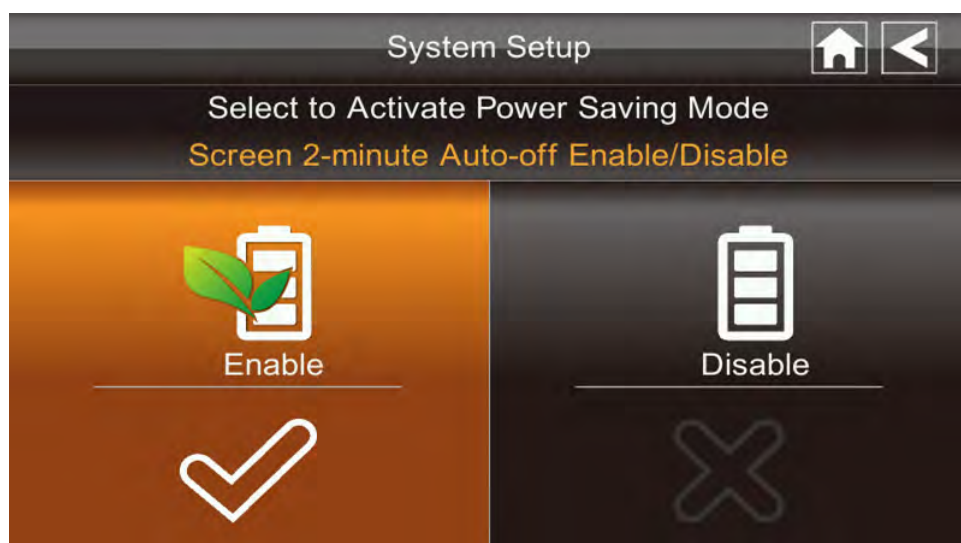 System Setup
Select to Activate Power Saving Mode
Screen 2-minute Auto-off Enable/Disable
Enable
Disable